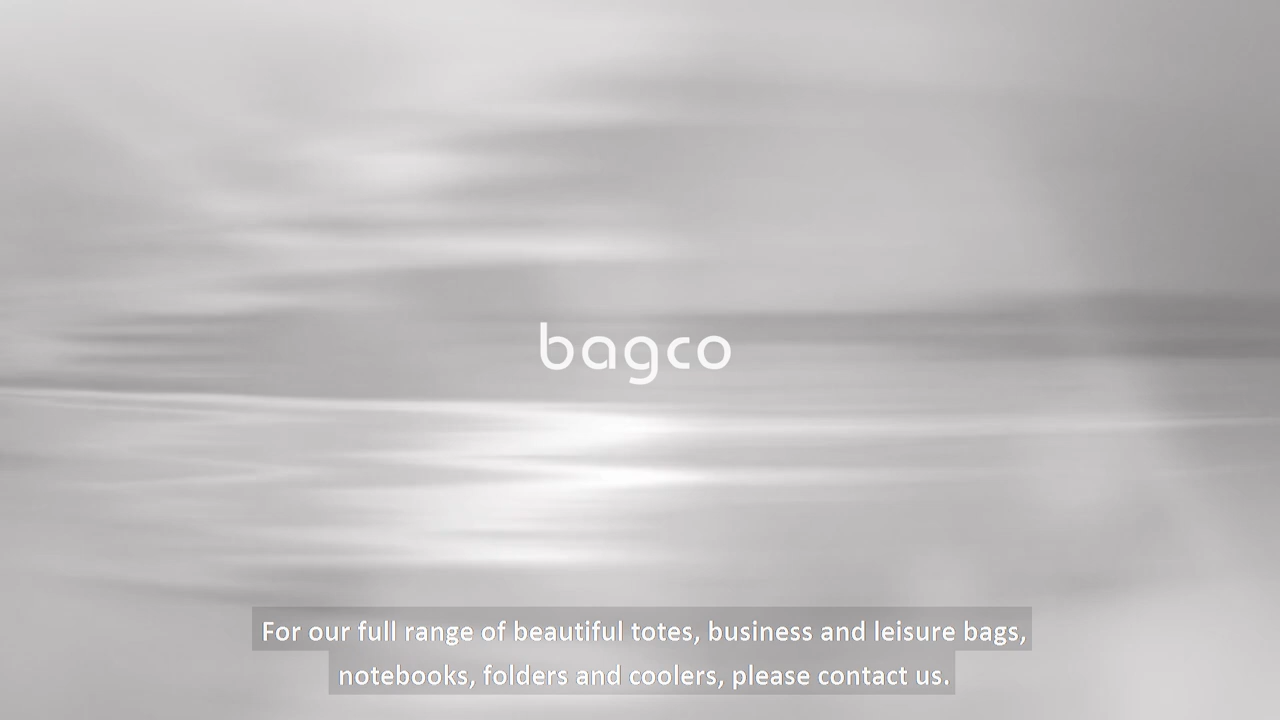 bagco
For our full range of beautiful totes, business and leisure bags,
notebooks, folders and coolers, please contact us.